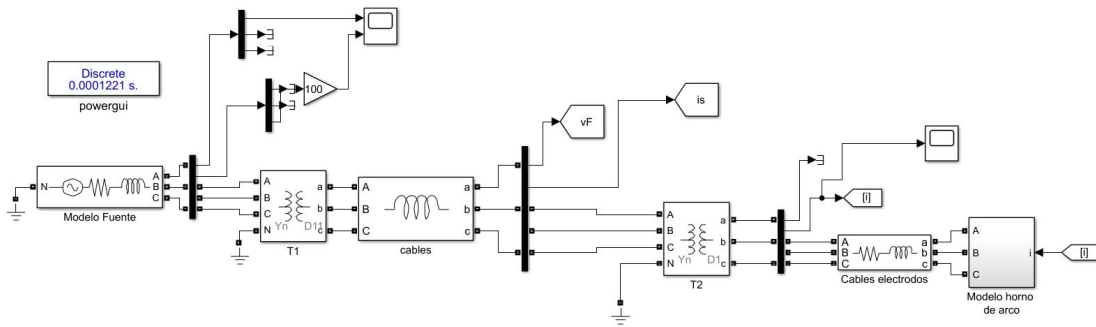 Discrete
0.0001221 s.
powergui
100
vF
is
[i]
N
A
B
C
Modelo Fuente
A
B
C
N
a
b
c
Yn
D11
T1
A
B
C
a
b
c
cables
A
B
C
N
a
b
c
Yn
D1
T2
A
B
C
a
b
c
Cables electrodos
A
B
C
i
Modelo horno
de arco
[i]